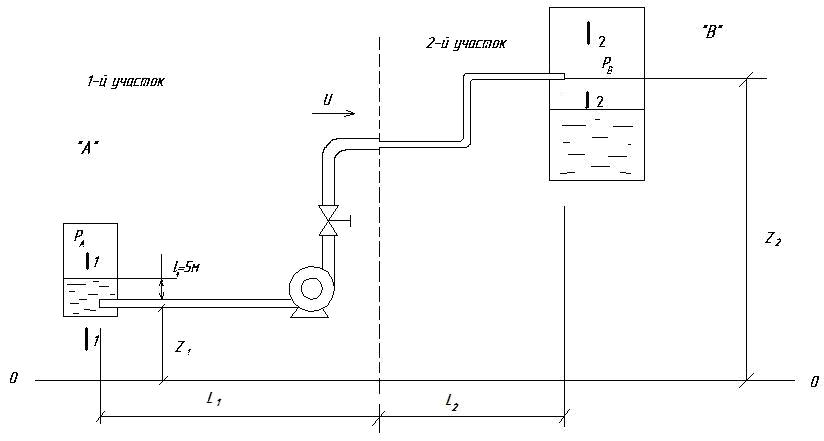 2-й участок
2
"В"
P_B
1-й участок
U
2
"А"
P_A
1
l_1=5м
Z_2
1
Z_1
0
0
L_1
L_2